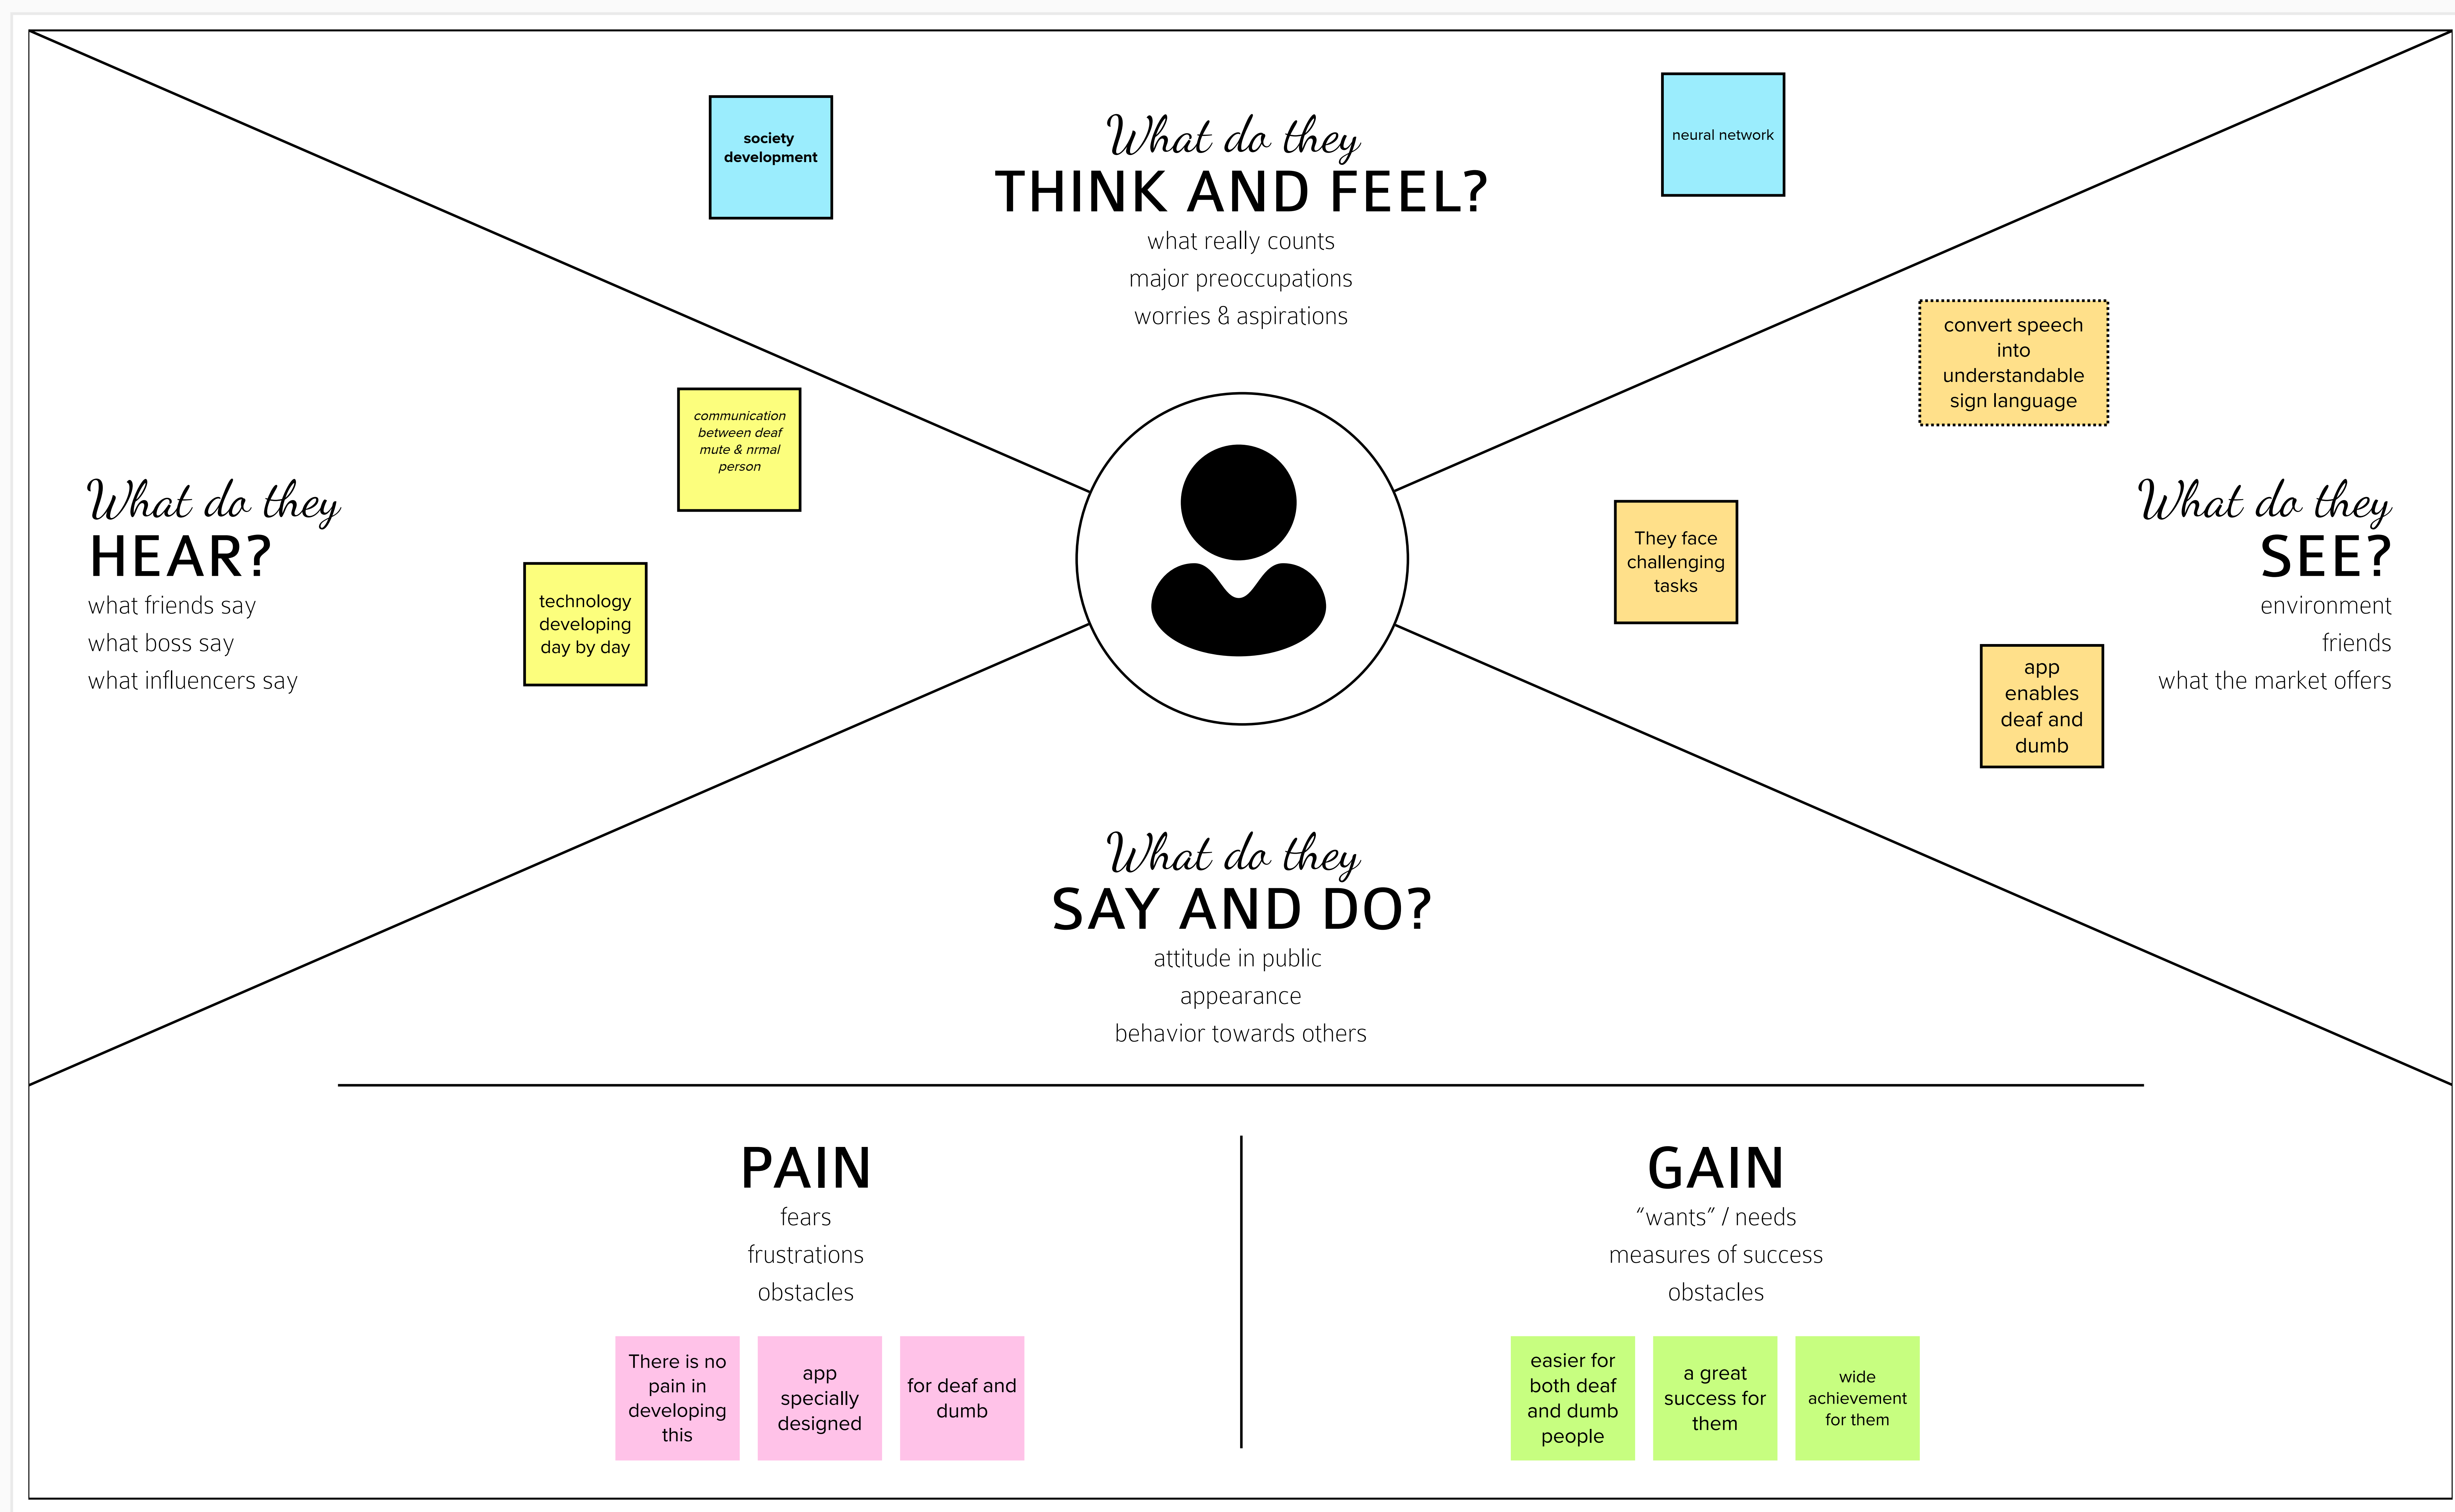 society
development
What do they
THINK AND FEEL?
what really counts
major preoccupations
worries & aspirations
neural network
What do they
HEAR?
what friends say
what boss say
what influencers say
communication
between deaf
mute & nrmal
person
technology
developing
day by day
convert speech
into
understandable
sign language
They face
challenging
tasks
What do they
SEE?
environment
friends
what the market offers
app
enables
deaf and
dumb
What do they
SAY AND DO?
attitude in public
appearance
behavior towards others
PAIN
fears
frustrations
obstacles
There is no
pain in
developing
this
app
specially
designed
for deaf and
dumb
GAIN
“wants” / needs
measures of success
obstacles
easier for
both deaf
and dumb
people
a great
success for
them
wide
achievement
for them